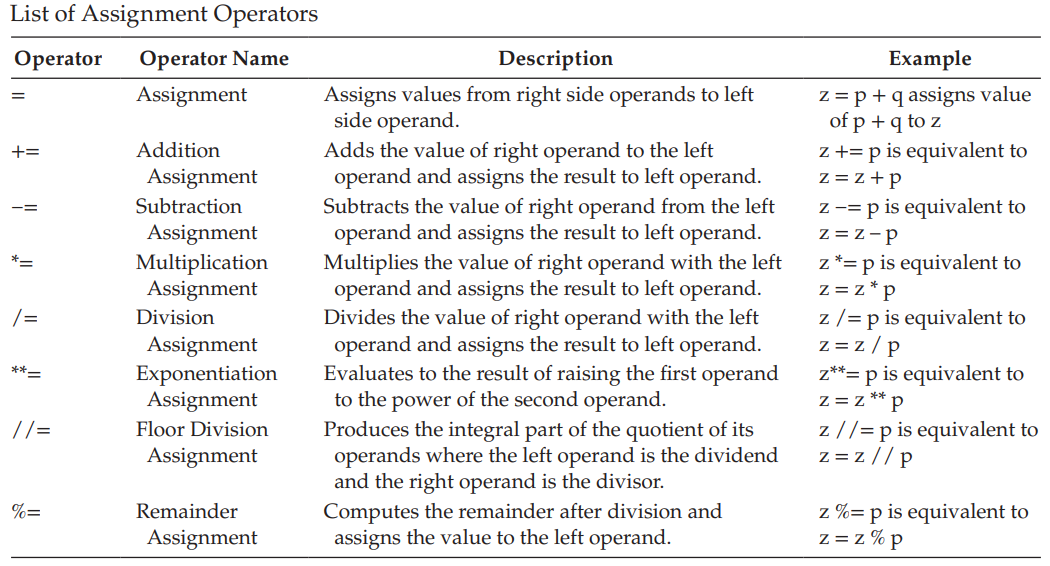 List of Assignment Operators
Operator Operator Name Description Example
= Assignment Assigns values from right side operands to left z = p + q assigns value
side operand. of p + q to z
+= Addition Adds the value of right operand to the left z += p is equivalent to
Assignment operand and assigns the result to left operand. z = z + p
−= Subtraction Subtracts the value of right operand from the left z −= p is equivalent to
Assignment operand and assigns the result to left operand. z = z – p
*= Multiplication Multiplies the value of right operand with the left z *= p is equivalent to
Assignment operand and assigns the result to left operand. z = z * p
/= Division Divides the value of right operand with the left z /= p is equivalent to
Assignment operand and assigns the result to left operand. z = z / p
**= Exponentiation Evaluates to the result of raising the first operand z**= p is equivalent to
Assignment to the power of the second operand. z = z ** p
//= Floor Division Produces the integral part of the quotient of its z //= p is equivalent to
Assignment operands where the left operand is the dividend z = z // p
and the right operand is the divisor.
%= Remainder Computes the remainder after division and z %= p is equivalent to
Assignment assigns the value to the left operand. z = z % p